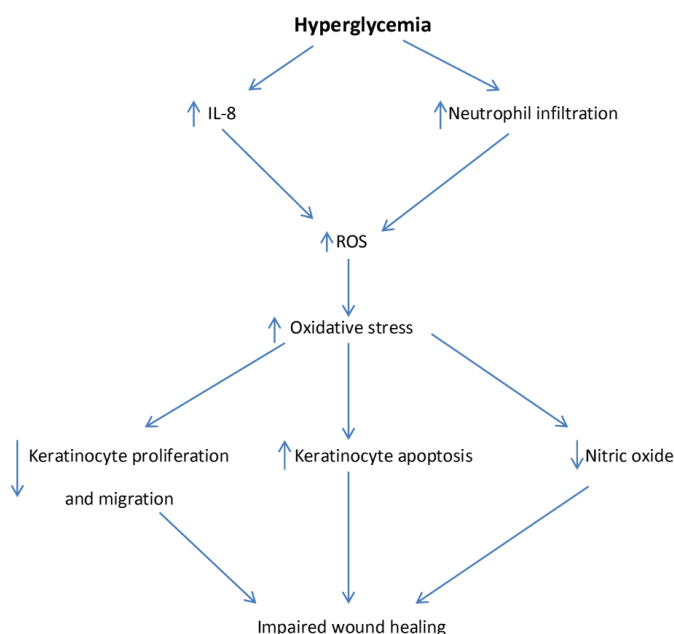 Hyperglycemia
IL-8
Neutrophil infiltration
ROS
Oxidative stress
Keratinocyte proliferation
and migration
Keratinocyte apoptosis
Nitric oxide
Impaired wound healing